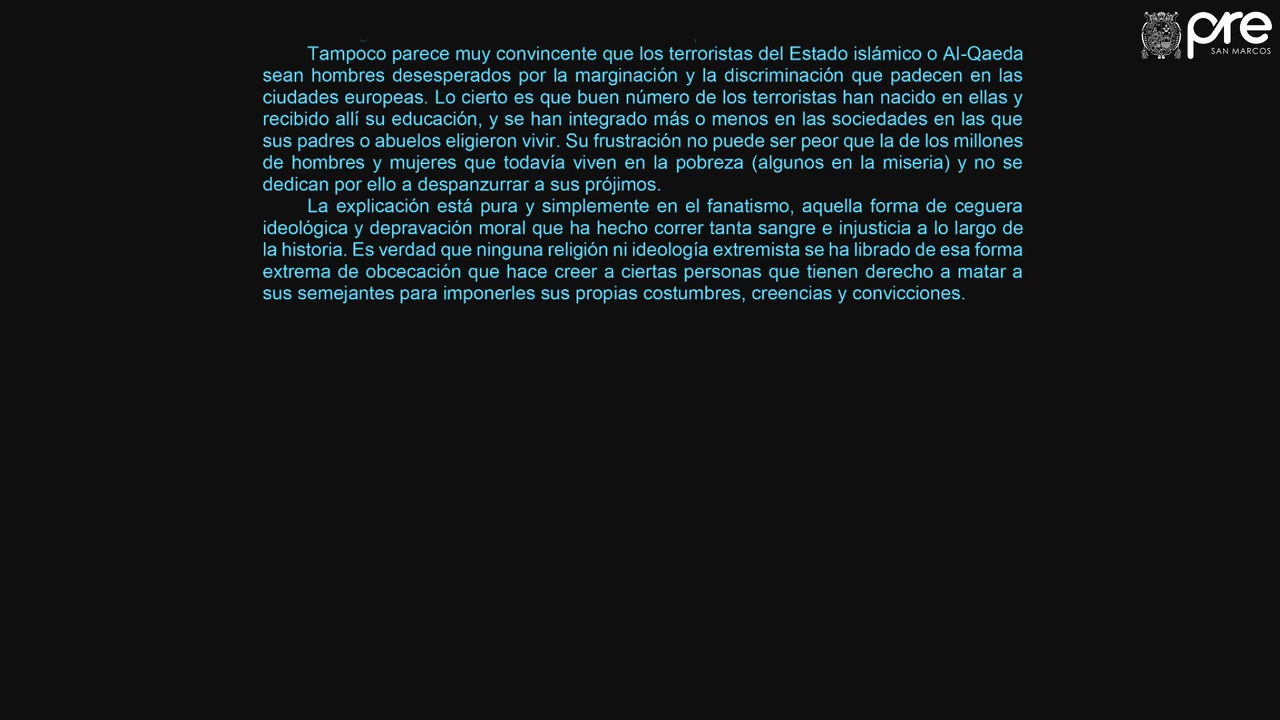 pre
SAN MARCOS
Tampoco parece muy convincente que los terroristas del Estado islámico o Al-Qaeda
sean hombres desesperados por la marginación y la discriminación que padecen en las
ciudades europeas. Lo cierto es que buen número de los terroristas han nacido en ellas y
recibido allí su educación, y se han integrado más o menos en las sociedades en las que
sus padres o abuelos eligieron vivir. Su frustración no puede ser peor que la de los millones
de hombres y mujeres que todavía viven en la pobreza (algunos en la miseria) y no se
dedican por ello a despanzurrar a sus prójimos.
La explicación está pura y simplemente en el fanatismo, aquella forma de ceguera
ideológica y depravación moral que ha hecho correr tanta sangre e injusticia a lo largo de
la historia. Es verdad que ninguna religión ni ideología extremista se ha librado de esa forma
extrema de obcecación que hace creer a ciertas personas que tienen derecho a matar a
sus semejantes para imponerles sus propias costumbres, creencias y convicciones.